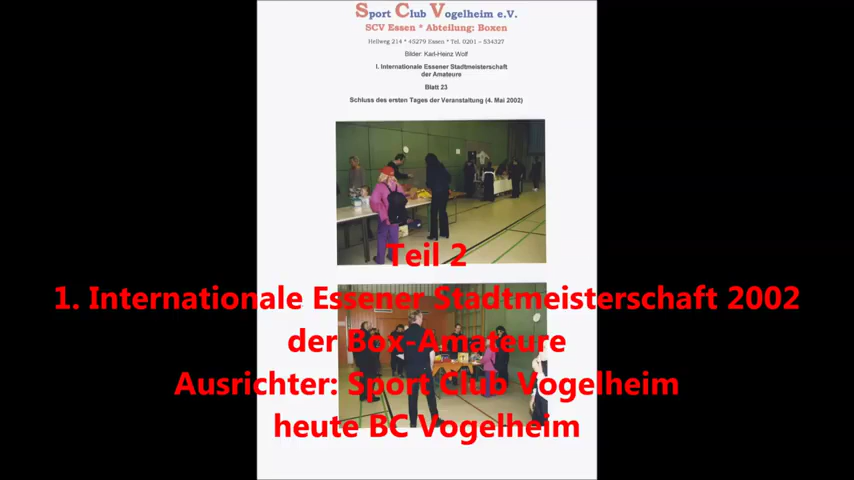 Sport Club Vogelheim e.V.
SCV Essen * Abteilung: Boxen
Hellweg 214 * 45279 Essen * Tel. 0201 – 534327
Bilder: Karl-Heinz Wolf
I. Internationale Essener Stadtmeisterschaft
der Amateure
Blatt 23
Schluss des ersten Tages der Veranstaltung (4. Mai 2002)
Teil 2
1. Internationale Essener Stadtmeisterschaft 2002
der Box-Amateure
Ausrichter: Sport Club Vogelheim
heute BC Vogelheim